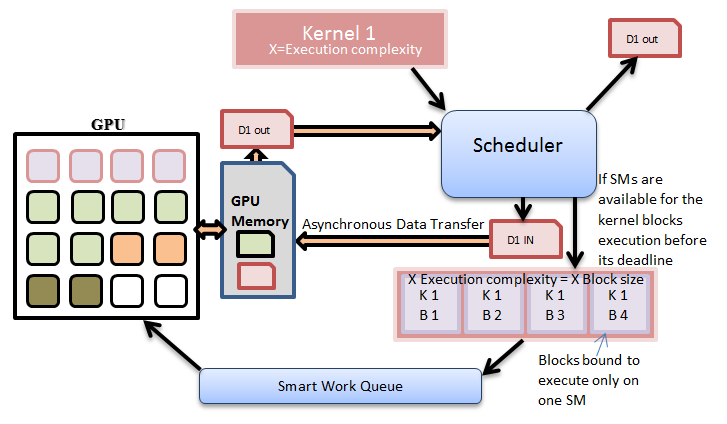 Kernel 1
X=Execution complexity
D1 out
GPU
D1 out
Scheduler
If SMs are
available for the
kernel blocks
execution before
its deadline
GPU
Memory
Asynchronous Data Transfer
D1 IN
X Execution complexity = X Block size
K 1
B 1
K 1
B 2
K 1
B 3
K 1
B 4
Blocks bound to
execute only on
one SM
Smart Work Queue